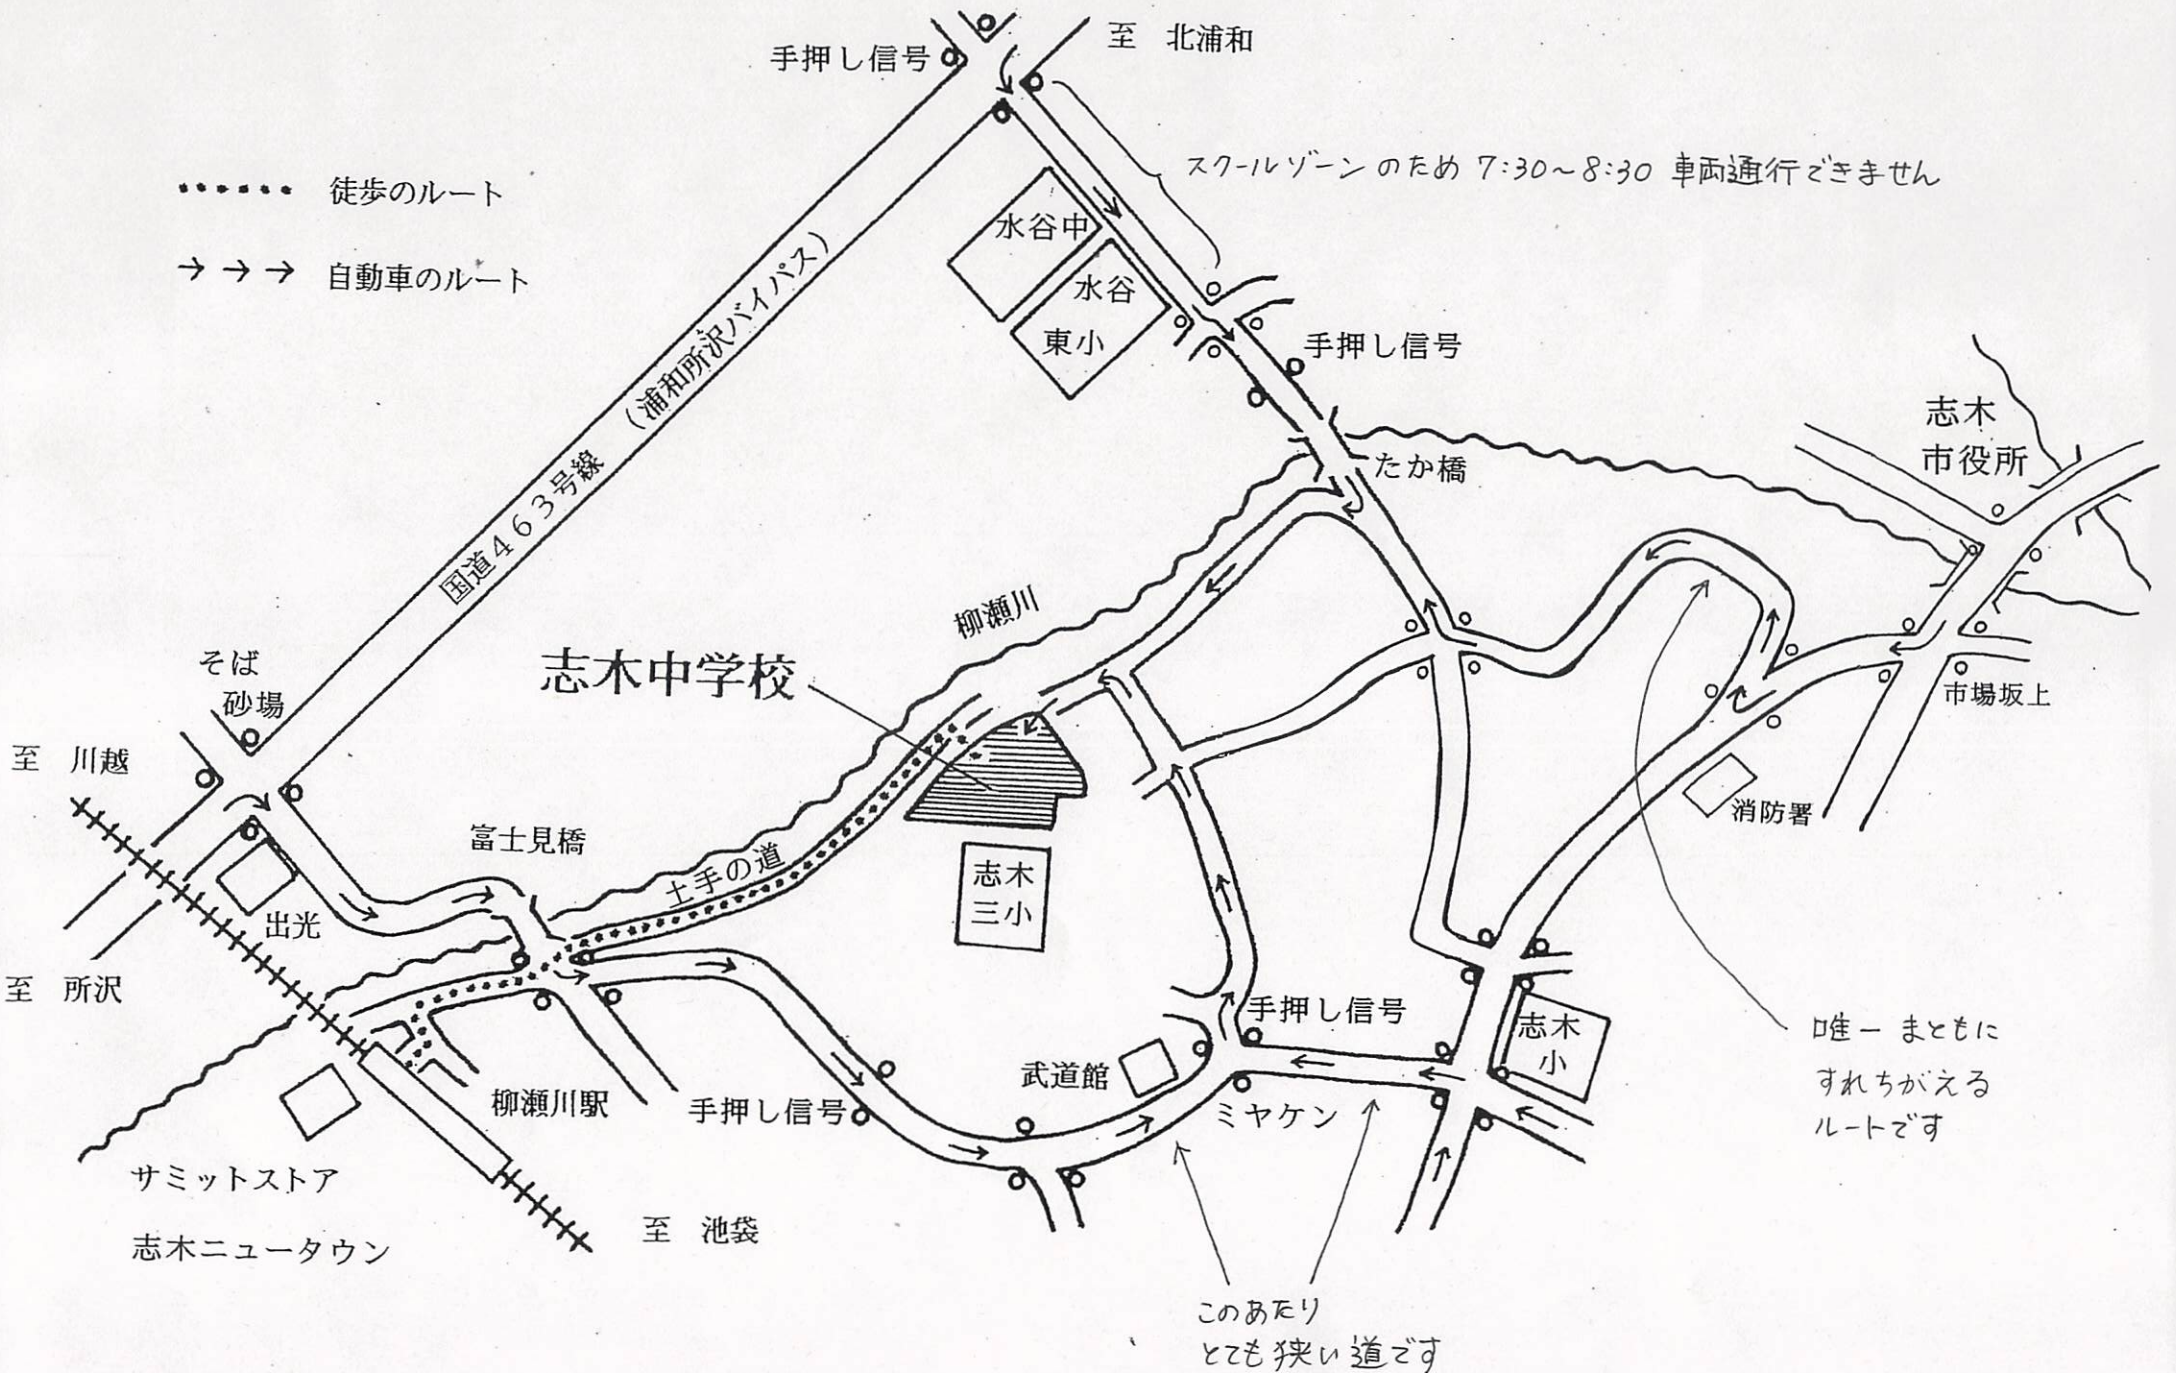 至 北浦和
手押し信号
スクールゾーンのため 7:30～8:30 車両通行できません
徒歩のルート
自動車のルート
水谷中
水谷
東小
手押し信号
国道463号線 (浦和所沢バイパス)
たか橋
志木
市役所
柳瀬川
志木中学校
そば
砂場
市場坂上
至 川越
消防署
富士見橋
土手の道
志木
三小
出光
至 所沢
手押し信号
志木
小
唯一 まともに
すれちがえる
ルートです
武道館
ミヤケン
柳瀬川駅
手押し信号
サミットストア
志木ニュータウン
至 池袋
このあたり
とても狭い道です